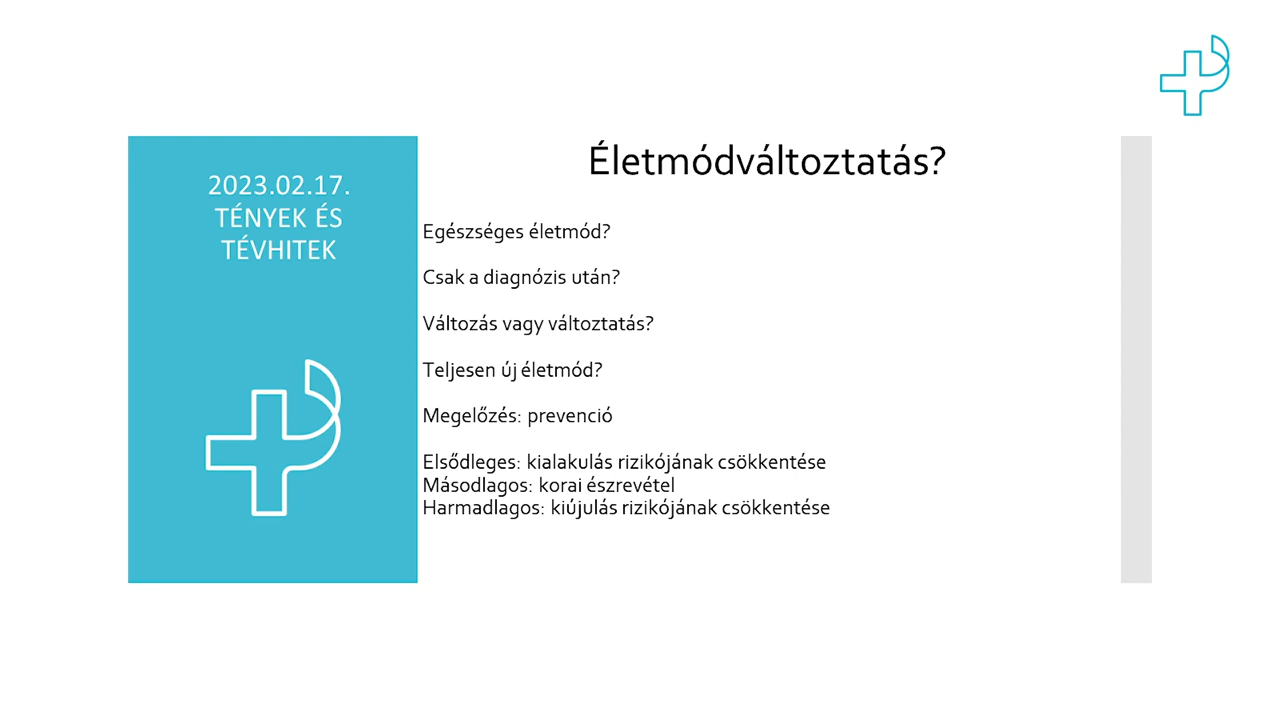 2023.02.17.
TÉNYEK ÉS
TÉVHITEK
Életmódváltoztatás?
Egészséges életmód?
Csak a diagnózis után?
Változás vagy változtatás?
Teljesen új életmód?
Megelőzés: prevenció
Elsődleges: kialakulás rizikójának csökkentése
Másodlagos: korai észrevétel
Harmadlagos: kiújulás rizikójának csökkentése